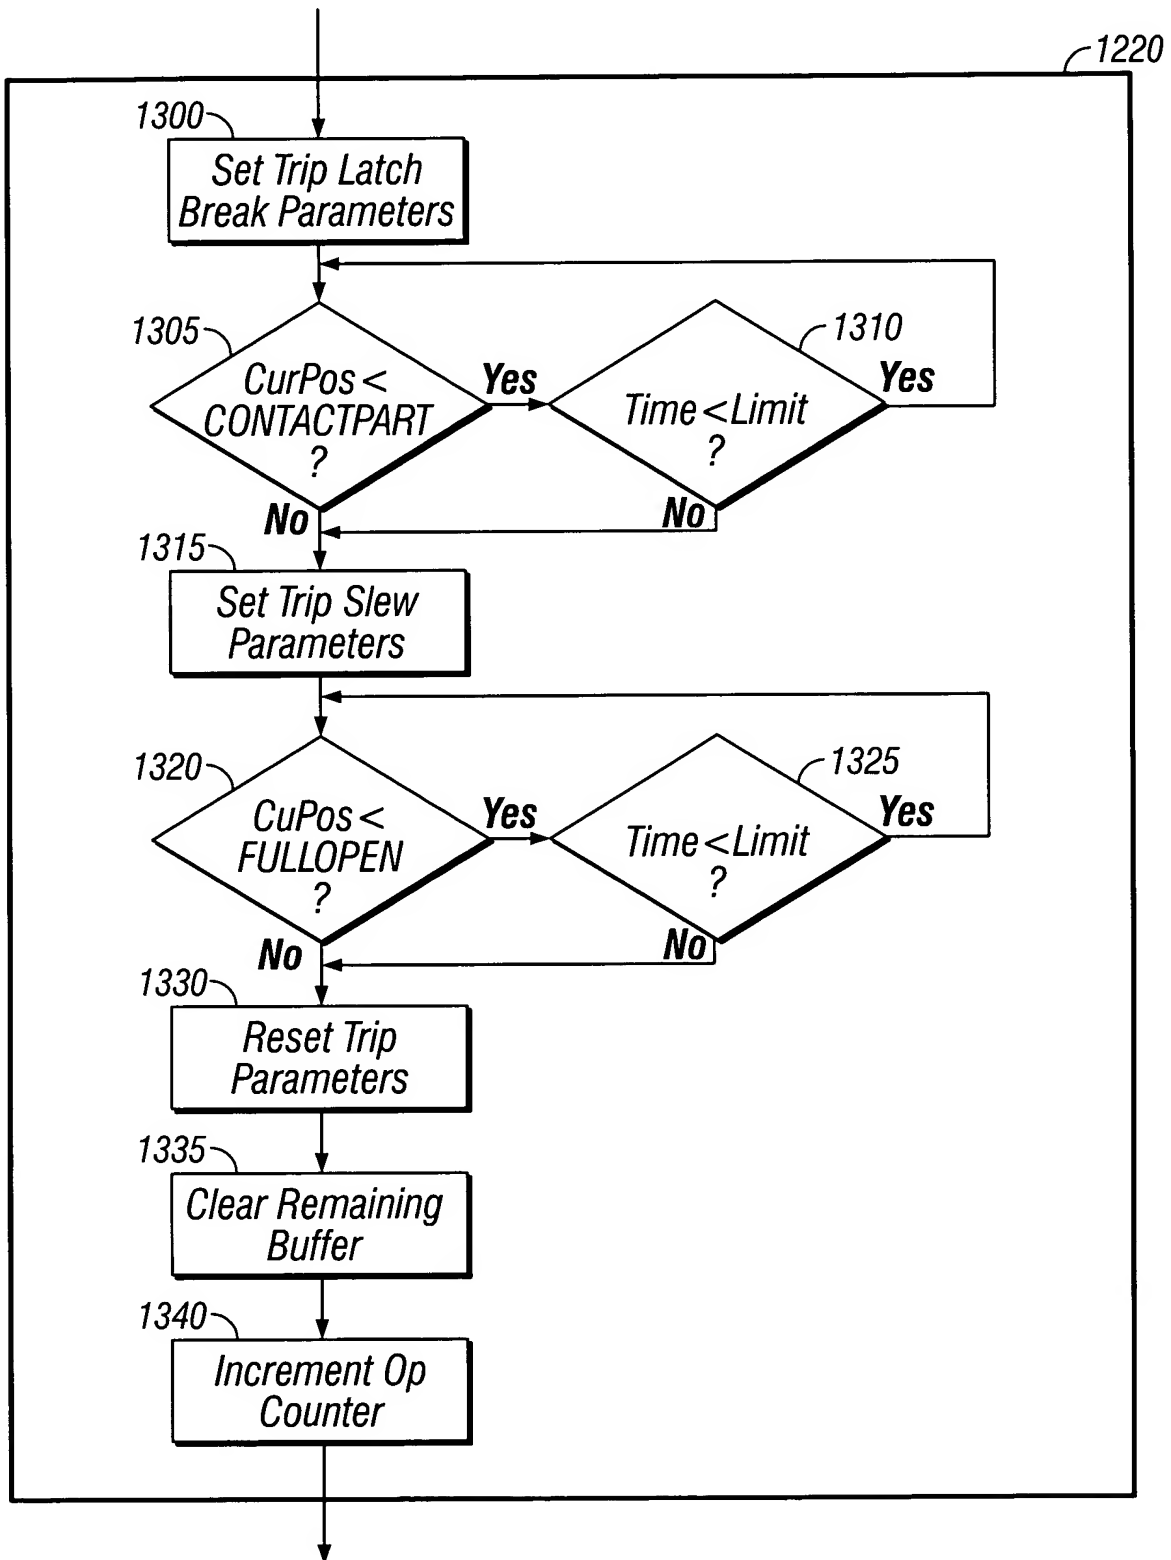 1220
1300
Set Trip Latch
Break Parameters
1305
CurPos <
CONTACTPART
?
Yes
1310
Time < Limit
?
Yes
No
No
1315
Set Trip Slew
Parameters
1320
CuPos <
FULLOPEN
?
Yes
1325
Time < Limit
?
Yes
No
No
1330
Reset Trip
Parameters
1335
Clear Remaining
Buffer
1340
Increment Op
Counter